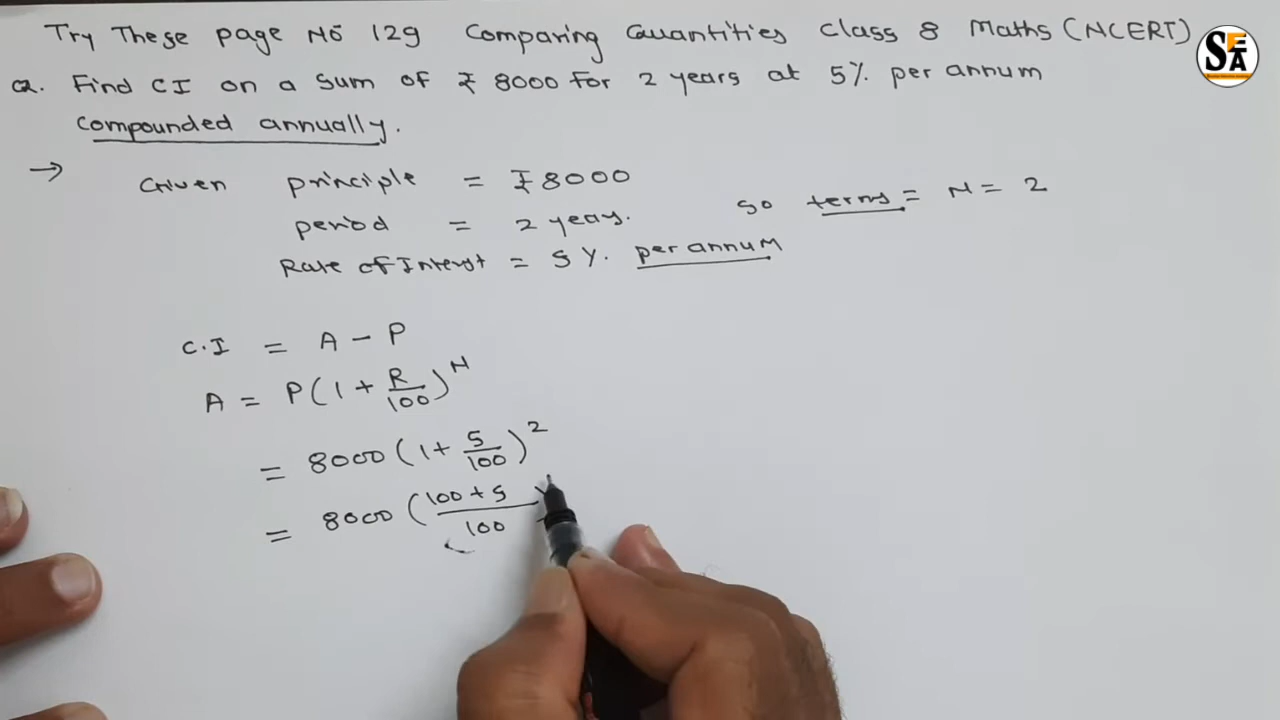 Try These page No 129 Comparing Quantities Class 8 Maths (NCERT)
Q. Find CI on a sum of ₹ 8000 for 2 years at 5% per annum
compounded annually.
→ Given principle = ₹8000
period = 2 years. so terms = N = 2
Rate of Interst = 5%. per annum
C.I = A - P
A = P(1 + R/100)^N
= 8000 (1 + 5/100)^2
= 8000 (100 + 5/100
SEFA